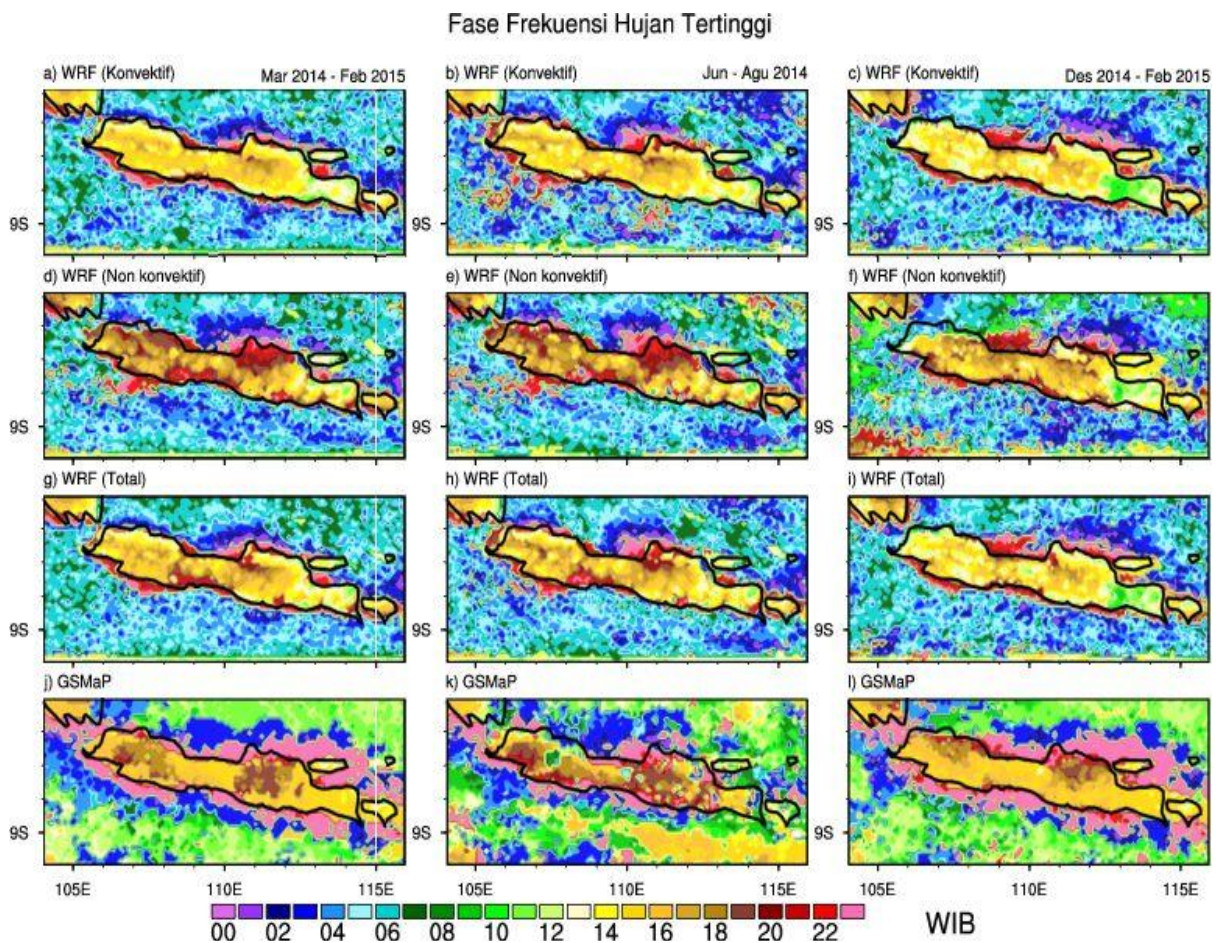 Fase Frekuensi Hujan Tertinggi
a) WRF (Konvektif) Mar 2014 - Feb 2015
b) WRF (Konvektif) Jun - Agu 2014
c) WRF (Konvektif) Des 2014 - Feb 2015
9S 9S 9S
d) WRF (Non konvektif)
e) WRF (Non konvektif)
f) WRF (Non konvektif)
9S 9S 9S
g) WRF (Total)
h) WRF (Total)
i) WRF (Total)
9S 9S 9S
j) GSMaP
k) GSMaP
l) GSMaP
9S 9S 9S
105E 110E 115E 105E 110E 115E 105E 110E 115E
00 02 04 06 08 10 12 14 16 18 20 22 WIB